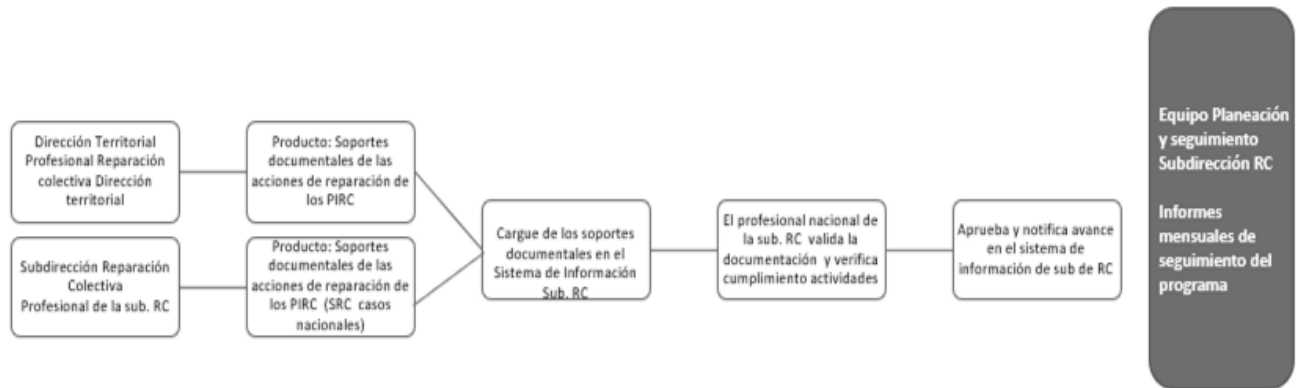 Dirección Territorial
Profesional Reparación
colectiva Dirección
territorial
Producto: Soportes
documentales de las
acciones de reparación de
los PIRC
Subdirección Reparación
Colectiva
Profesional de la sub. RC
Producto: Soportes
documentales de las
acciones de reparación de
los PIRC (SRC casos
nacionales)
Cargue de los soportes
documentales en el
Sistema de Información
Sub. RC
El profesional nacional de
la sub. RC valida la
documentación y verifica
cumplimiento actividades
Aprueba y notifica avance
en el sistema de
información de sub de RC
Equipo Planeación
y seguimiento
Subdirección RC
Informes
mensuales de
seguimiento del
programa